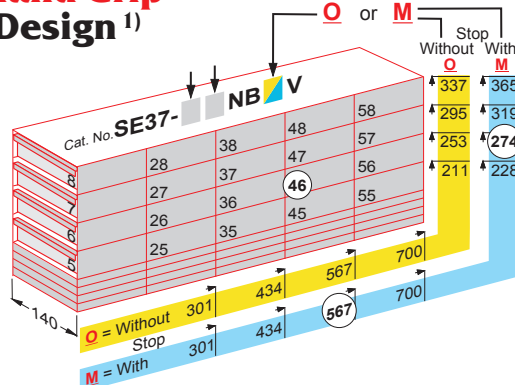 Design 1)
O or M
Stop
Without With
O M
Cat. No. SE37- NB V
337 365
295 319
253 274
211 228
8 28 38 48 58
7 27 37 47 57
6 26 36 46 56
5 25 35 45 55
140
O = Without 301 434 567 700
Stop
M = With 301 434 567 700